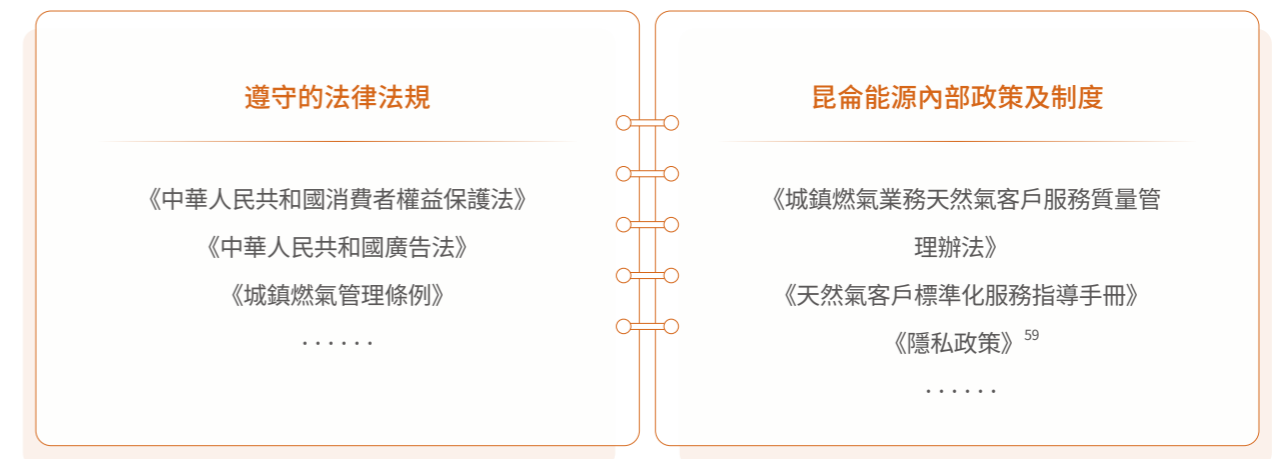 遵守的法律法規
《中華人民共和國消費者權益保護法》
《中華人民共和國廣告法》
《城鎮燃氣管理條例》
······
昆侖能源內部政策及制度
《城鎮燃氣業務天然氣客戶服務質量管
理辦法》
《天然氣客戶標準化服務指導手冊》
《隱私政策》59
······